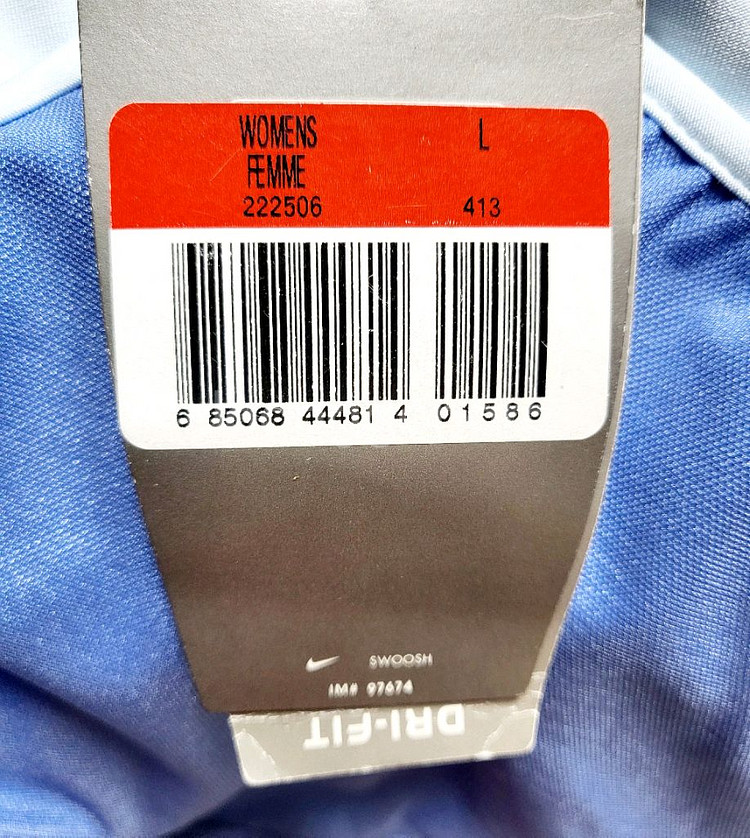 WOMENS L
FEMME
222506 413
6 85068 44481 4 01586
SWOOSH
IM# 97674
DRI-FIT